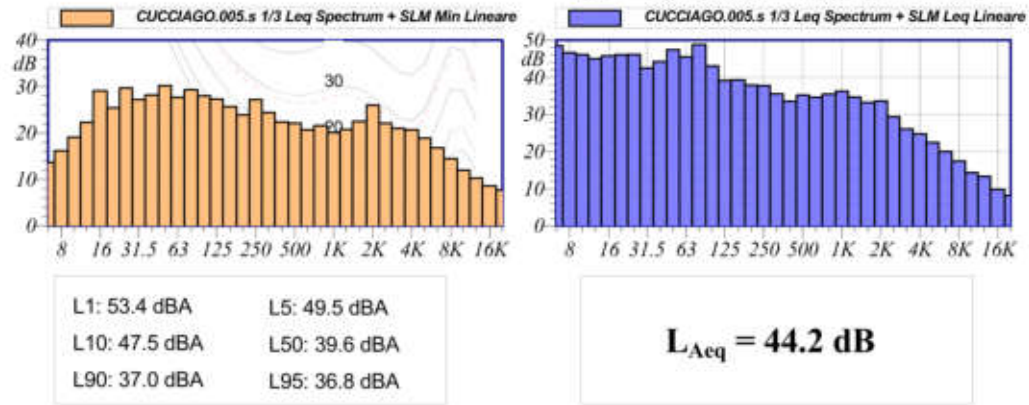 CUCCIAGO.005.s 1/3 Leq Spectrum + SLM Min Lineare
40
dB
30
20
10
0
30
20
8 16 31.5 63 125 250 500 1K 2K 4K 8K 16K
CUCCIAGO.005.s 1/3 Leq Spectrum + SLM Leq Lineare
50
dB
40
30
20
10
0
8 16 31.5 63 125 250 500 1K 2K 4K 8K 16K
L1: 53.4 dBA L5: 49.5 dBA
L10: 47.5 dBA L50: 39.6 dBA
L90: 37.0 dBA L95: 36.8 dBA
LAeq = 44.2 dB